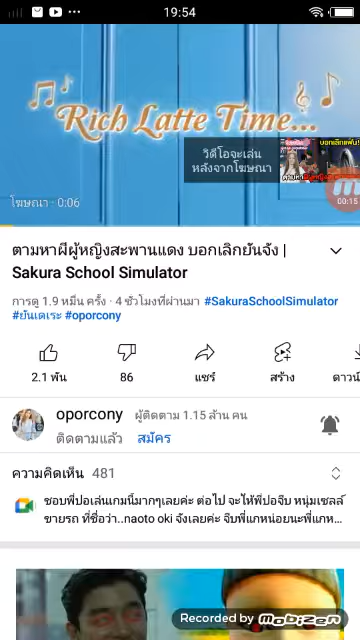 19:54
Rich Latte Time...
วิดีโอจะเล่น
หลังจากโฆษณา
บอกเลิกแฟน
โฆษณา · 0:06
00:15
ตามหาผีผู้หญิงสะพานแดง บอกเลิกยันจัง |
Sakura School Simulator
การดู 1.9 หมื่น ครั้ง · 4 ชั่วโมงที่ผ่านมา #SakuraSchoolSimulator
#ยันเดเระ #oporcony
2.1 พัน
86
แชร์
สร้าง
ดาวน์
oporcony ผู้ติดตาม 1.15 ล้าน คน
ติดตามแล้ว สมัคร
ความคิดเห็น 481
ชอบพี่ปอเล่นเกมนี้มากๆเลยค่ะ ต่อไป จะให้พี่ปอจีบ หนุ่มเซลล์
ขายรถ ที่ชื่อว่า..naoto oki จังเลยค่ะ จีบพี่แกหน่อยนะพี่แกห...
Recorded by Mobizen